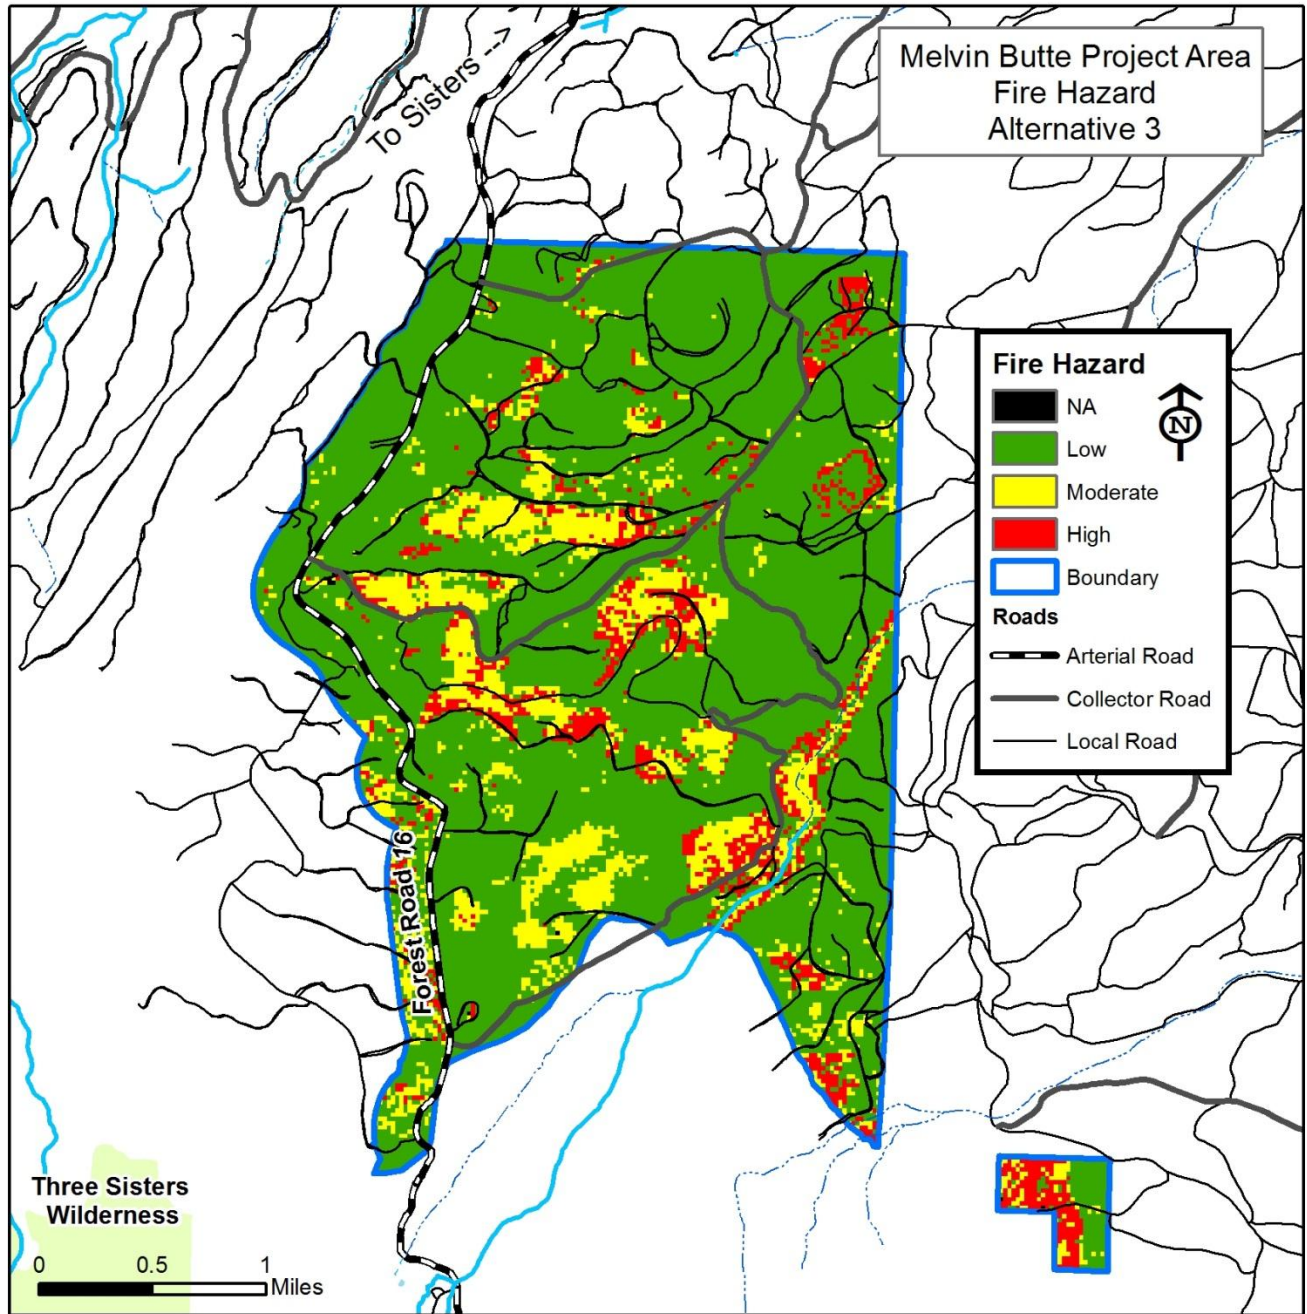 Melvin Butte Project Area
Fire Hazard
Alternative 3
To Sisters -->
Fire Hazard
N
NA
Low
Moderate
High
Boundary
Roads
Arterial Road
Collector Road
Local Road
Forest Road 16
Three Sisters
Wilderness
0 0.5 1
Miles